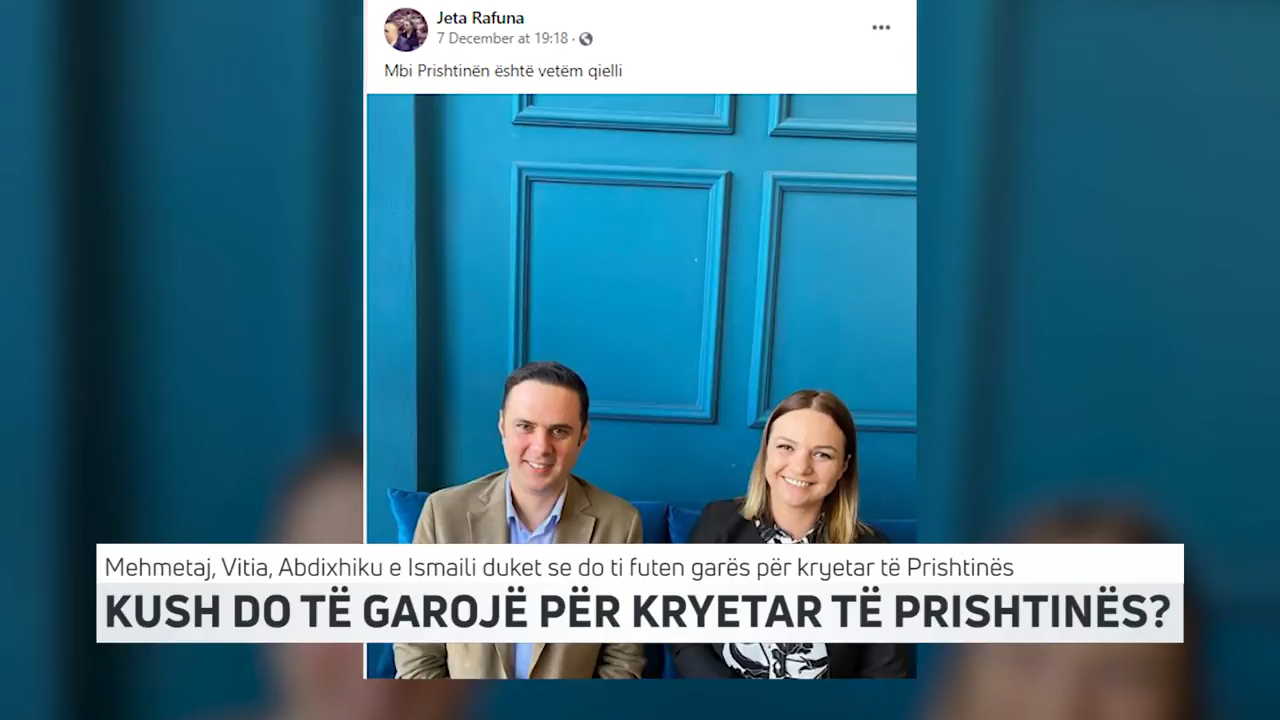 Jeta Rafuna
7 December at 19:18 ·
Mbi Prishtinën është vetëm qielli
Mehmetaj, Vitia, Abdixhiku e Ismaili duket se do ti futen garës për kryetar të Prishtinës
KUSH DO TË GAROJË PËR KRYETAR TË PRISHTINËS?